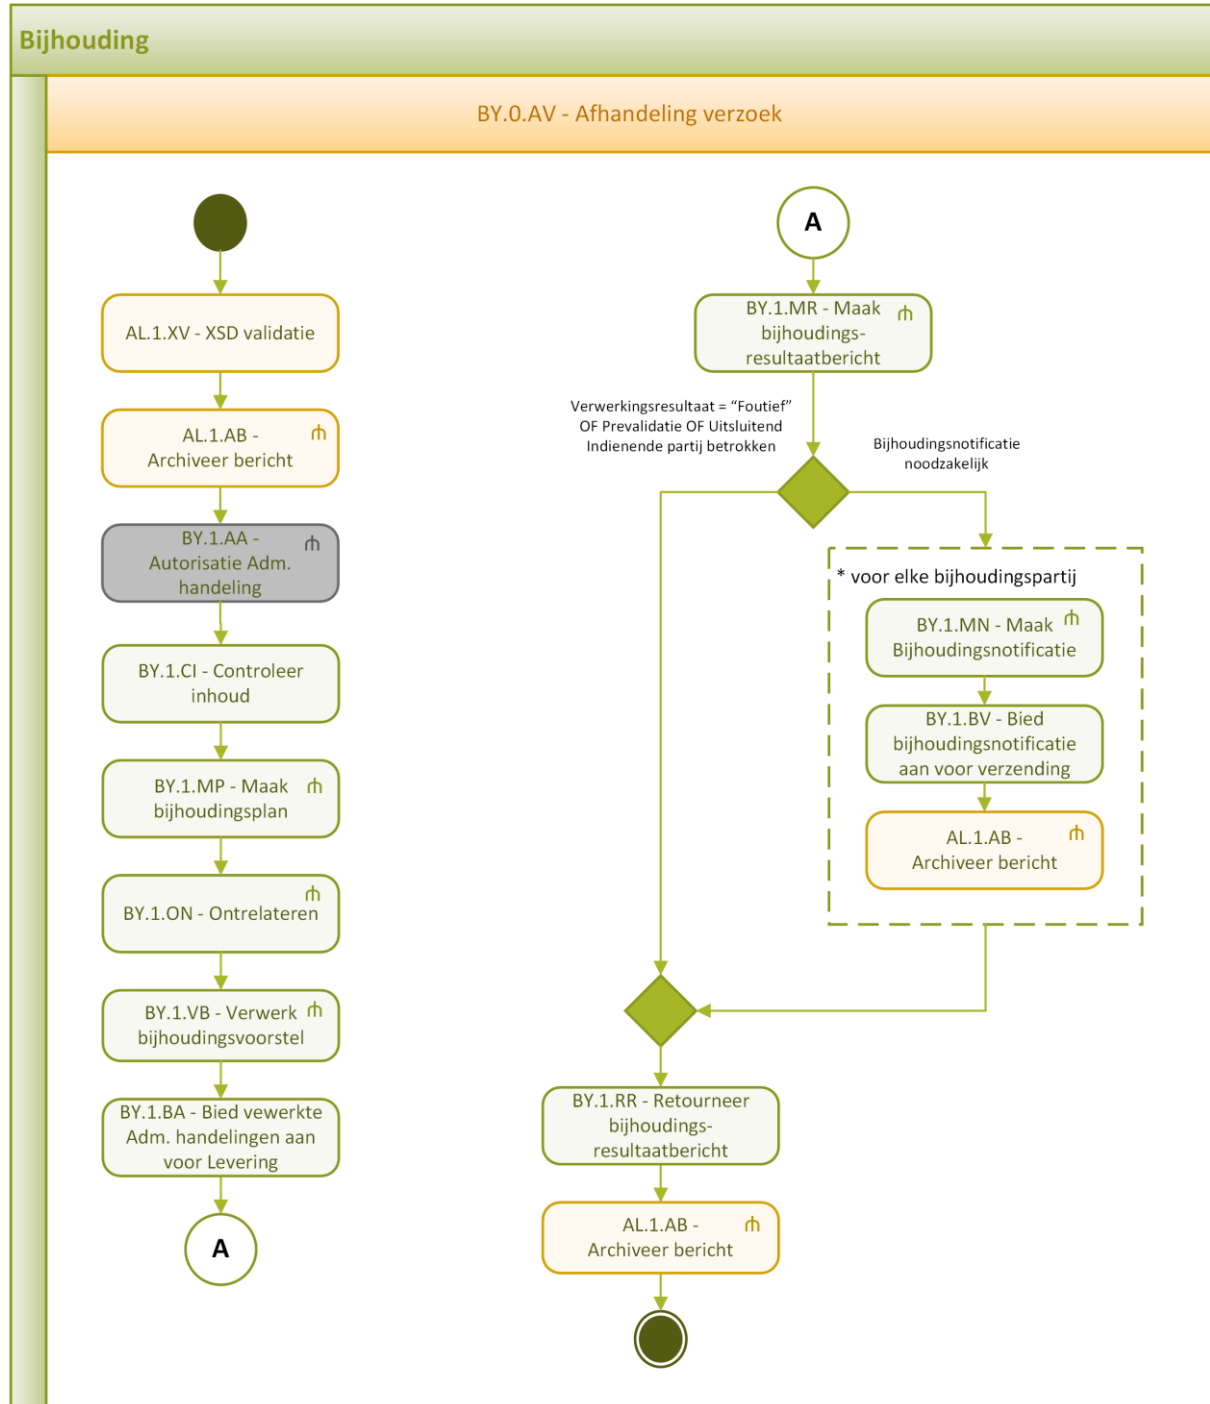 Bijhouding
BY.0.AV - Afhandeling verzoek
AL.1.XV - XSD validatie
AL.1.AB -
Archiveer bericht
BY.1.AA -
Autorisatie Adm.
handeling
BY.1.CI - Controleer
inhoud
BY.1.MP - Maak
bijhoudingsplan
BY.1.ON - Ontrelateren
BY.1.VB - Verwerk
bijhoudingsvoorstel
BY.1.BA - Bied vewerkte
Adm. handelingen aan
voor Levering
A
A
BY.1.MR - Maak
bijhoudings-
resultaatbericht
Verwerkingsresultaat = “Foutief”
OF Prevalidatie OF Uitsluitend
Indienende partij betrokken
Bijhoudingsnotificatie
noodzakelijk
* voor elke bijhoudingspartij
BY.1.MN - Maak
Bijhoudingsnotificatie
BY.1.BV - Bied
bijhoudingsnotificatie
aan voor verzending
AL.1.AB -
Archiveer bericht
BY.1.RR - Retourneer
bijhoudings-
resultaatbericht
AL.1.AB -
Archiveer bericht